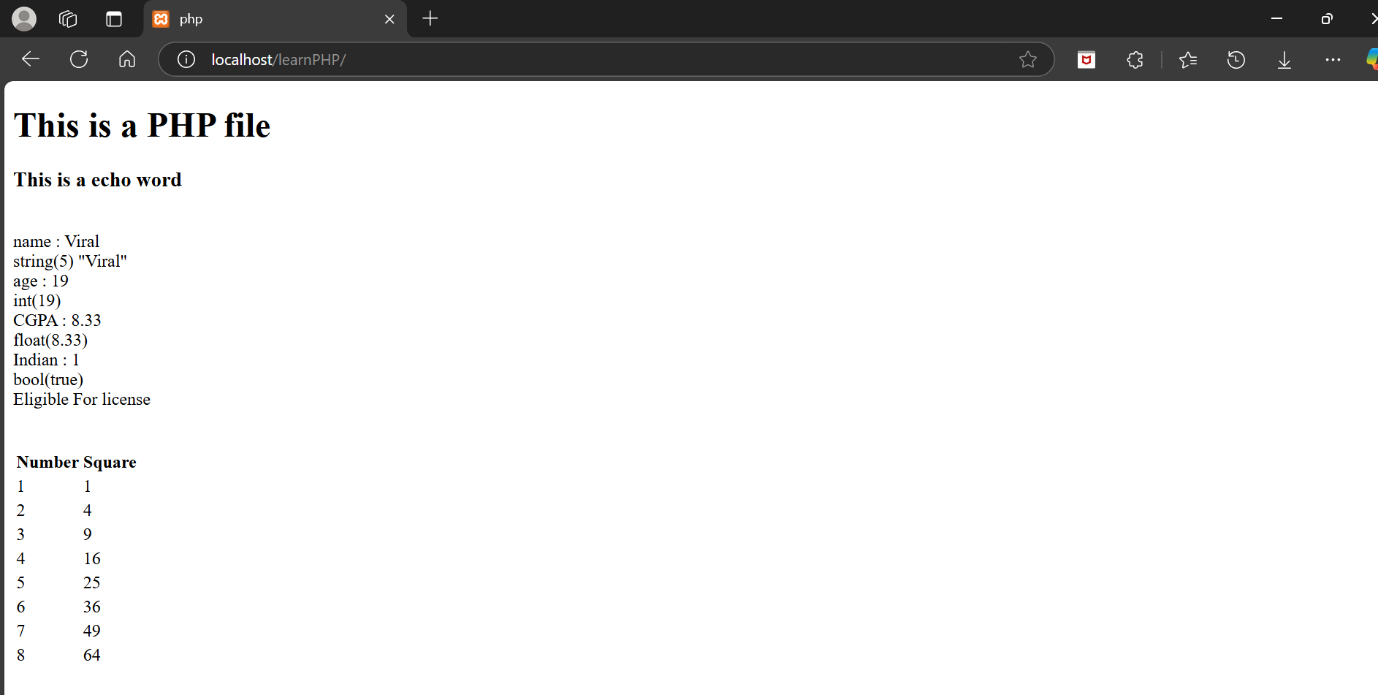 php
localhost/learnPHP/
This is a PHP file
This is a echo word
name : Viral
string(5) "Viral"
age : 19
int(19)
CGPA : 8.33
float(8.33)
Indian : 1
bool(true)
Eligible For license
Number Square
1 1
2 4
3 9
4 16
5 25
6 36
7 49
8 64